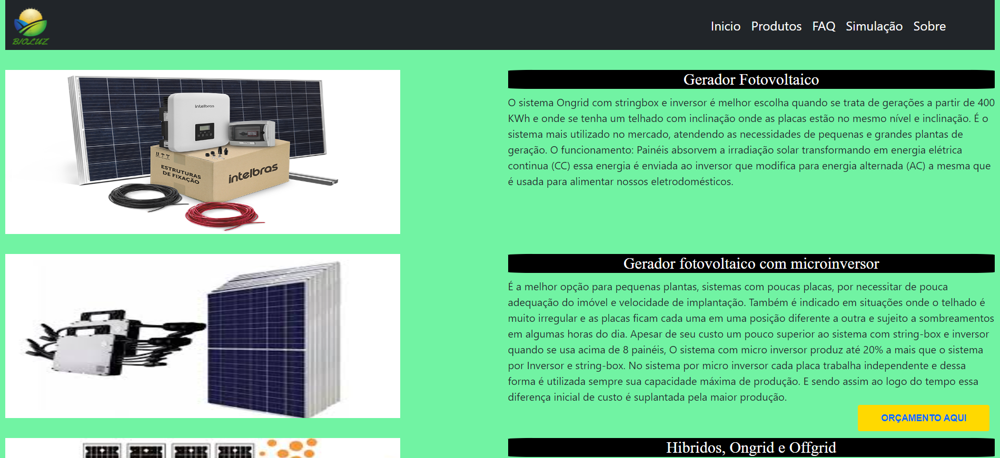 BIOLUZ
Inicio Produtos FAQ Simulação Sobre
intelbras
ESTRUTURAS
DE FIXAÇÃO
intelbras
Gerador Fotovoltaico
O sistema Ongrid com stringbox e inversor é melhor escolha quando se trata de gerações a partir de 400
KWh e onde se tenha um telhado com inclinação onde as placas estão no mesmo nível e inclinação. É o
sistema mais utilizado no mercado, atendendo as necessidades de pequenas e grandes plantas de
geração. O funcionamento: Painéis absorvem a irradiação solar transformando em energia elétrica
continua (CC) essa energia é enviada ao inversor que modifica para energia alternada (AC) a mesma que
é usada para alimentar nossos eletrodomésticos.
Gerador fotovoltaico com microinversor
É a melhor opção para pequenas plantas, sistemas com poucas placas, por necessitar de pouca
adequação do imóvel e velocidade de implantação. Também é indicado em situações onde o telhado é
muito irregular e as placas ficam cada uma em uma posição diferente a outra e sujeito a sombreamentos
em algumas horas do dia. Apesar de seu custo um pouco superior ao sistema com string-box e inversor
quando se usa acima de 8 painéis, O sistema com micro inversor produz até 20% a mais que o sistema
por Inversor e string-box. No sistema por micro inversor cada placa trabalha independente e dessa
forma é utilizada sempre sua capacidade máxima de produção. E sendo assim ao logo do tempo essa
diferença inicial de custo é suplantada pela maior produção.
ORÇAMENTO AQUI
Hibridos, Ongrid e Offgrid